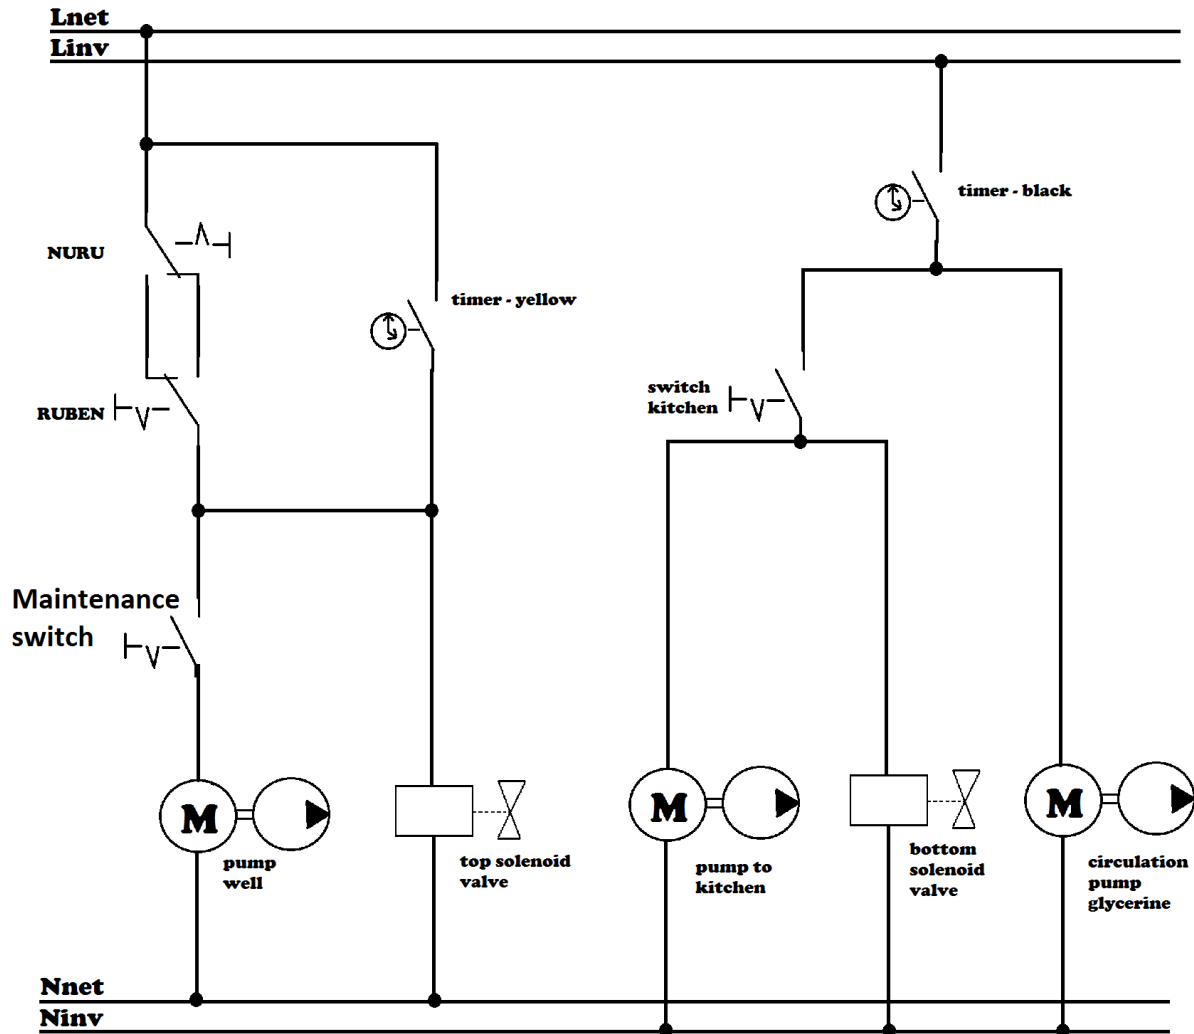 Lnet
Linv
timer - black
NURU
timer - yellow
switch
kitchen
RUBEN
Maintenance
switch
M
pump
well
top solenoid
valve
M
pump to
kitchen
bottom
solenoid
valve
M
circulation
pump
glycerine
Nnet
Ninv